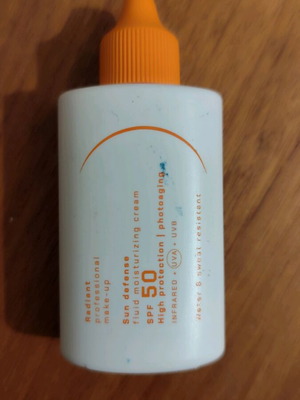 Radiant
professional
make-up
Sun defense
fluid moisturizing cream
SPF 50
High protection | photoaging
INFRARED + UVA + UVB
Water & sweat resistant